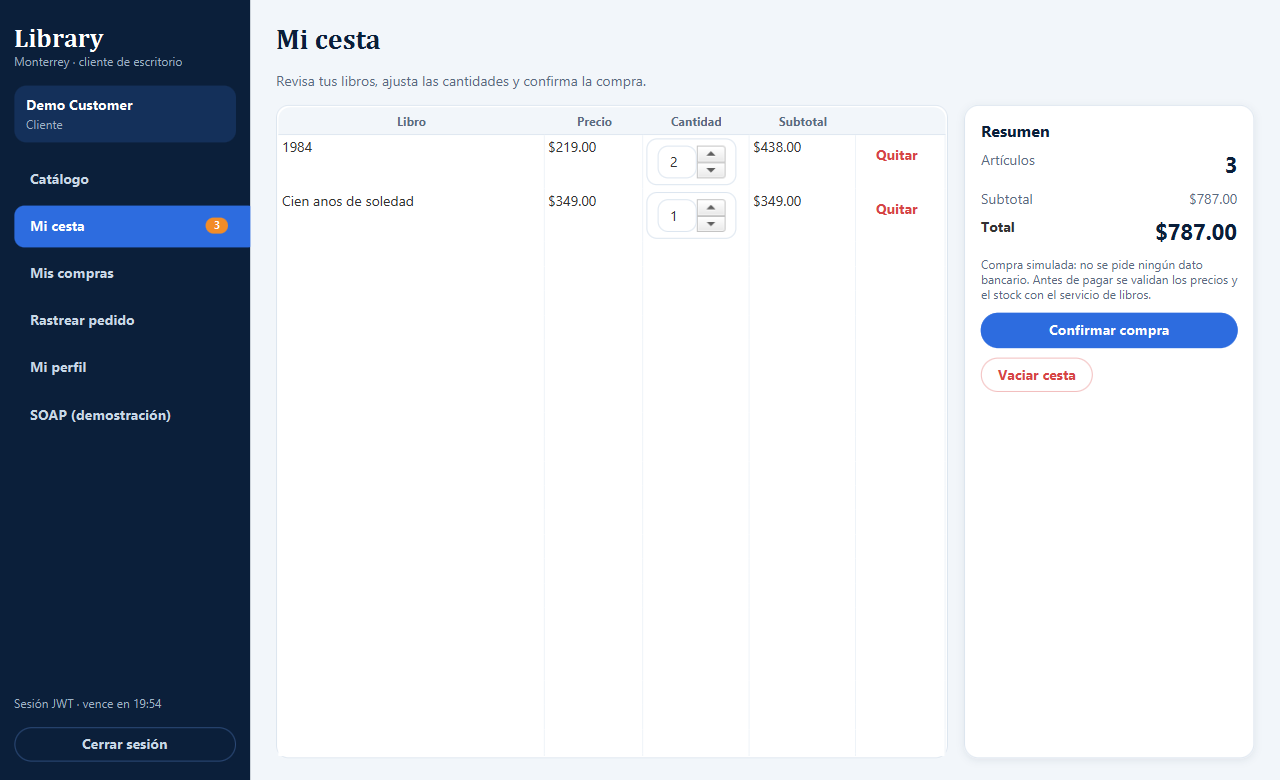 Library
Monterrey · cliente de escritorio
Demo Customer
Cliente
Catálogo
Mi cesta 3
Mis compras
Rastrear pedido
Mi perfil
SOAP (demostración)
Sesión JWT · vence en 19:54
Cerrar sesión
Mi cesta
Revisa tus libros, ajusta las cantidades y confirma la compra.
Libro Precio Cantidad Subtotal
1984 $219.00 2 $438.00 Quitar
Cien anos de soledad $349.00 1 $349.00 Quitar
Resumen
Artículos 3
Subtotal $787.00
Total $787.00
Compra simulada: no se pide ningún dato
bancario. Antes de pagar se validan los precios y
el stock con el servicio de libros.
Confirmar compra
Vaciar cesta